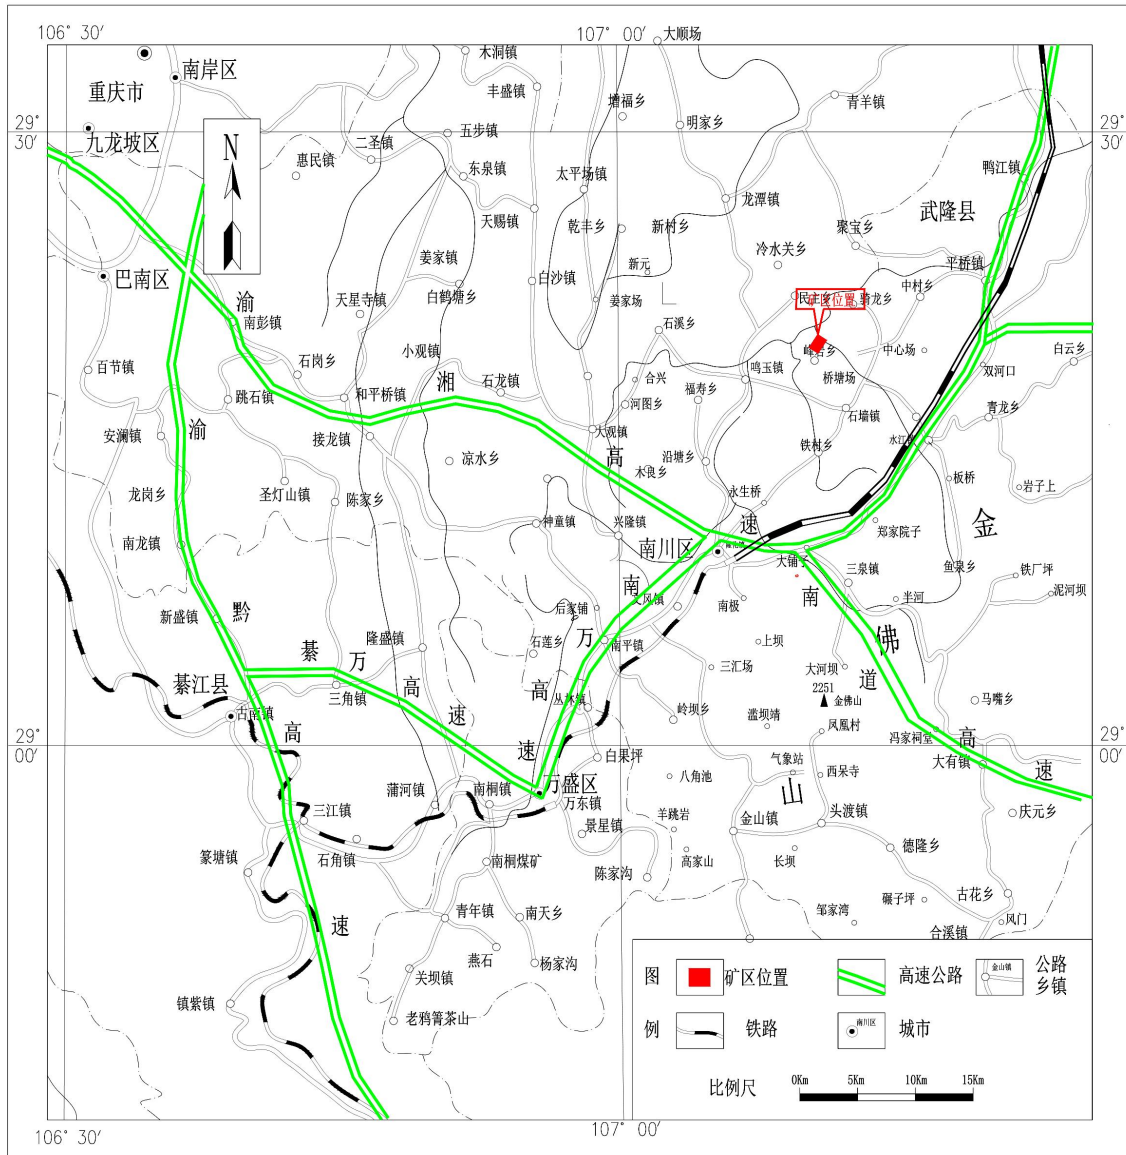 106° 30′
107° 00′
大顺场
木洞镇
南岸区
重庆市
丰盛镇
增福乡
青羊镇
明家乡
29°
30′
29°
30′
九龙坡区
五步镇
二圣镇
惠民镇
N
东泉镇
太平场镇
鸭江镇
龙潭镇
武隆县
天赐镇
乾丰乡
新村乡
聚宝乡
冷水关乡
姜家镇
新元
平桥镇
巴南区
白沙镇
白鹤塘乡
中村乡
天星寺镇
姜家场
民主乡
矿区位置
骑龙乡
渝
南彭镇
石溪乡
小观镇
峰岩乡
中心场
白云乡
百节镇
石岗乡
湘
石龙镇
合兴
福寿乡
鸣玉镇
桥塘场
双河口
跳石镇
和平桥镇
河图乡
石墙镇
青龙乡
安澜镇
渝
接龙镇
大观镇
水江镇
高
铁村乡
凉水乡
木良乡
沿塘乡
龙岗乡
圣灯山镇
陈家乡
永生桥
板桥
岩子上
神童镇
兴隆镇
速
金
南龙镇
南川区
郑家院子
大铺子
三泉镇
鱼泉乡
铁厂坪
南
南
泥河坝
新盛镇
黔
后家铺
文凤镇
南极
半河
隆盛镇
石莲乡
万
南平镇
上坝
佛
綦
万
三汇场
大河坝
道
綦江县
三角镇
高
高
2251
金佛山
马嘴乡
古南镇
丛林镇
岭坝乡
滥坝靖
凤凰村
高
速
速
冯家祠堂
高
29°
00′
29°
00′
白果坪
气象站
大有镇
速
万盛区
八角池
西呆寺
山
蒲河镇
南桐镇
万东镇
三江镇
羊跳岩
金山镇
头渡镇
庆元乡
景星镇
篆塘镇
石角镇
南桐煤矿
高家山
长坝
德隆乡
陈家沟
碾子坪
古花乡
速
青年镇
南天乡
邹家湾
风门
合溪镇
燕石
杨家沟
关坝镇
镇紫镇
老鸦箐茶山
图
例
矿区位置
高速公路
金山镇
公路
乡镇
铁路
南川区
城市
比例尺
0Km
5Km
10Km
15Km
106° 30′
107° 00′